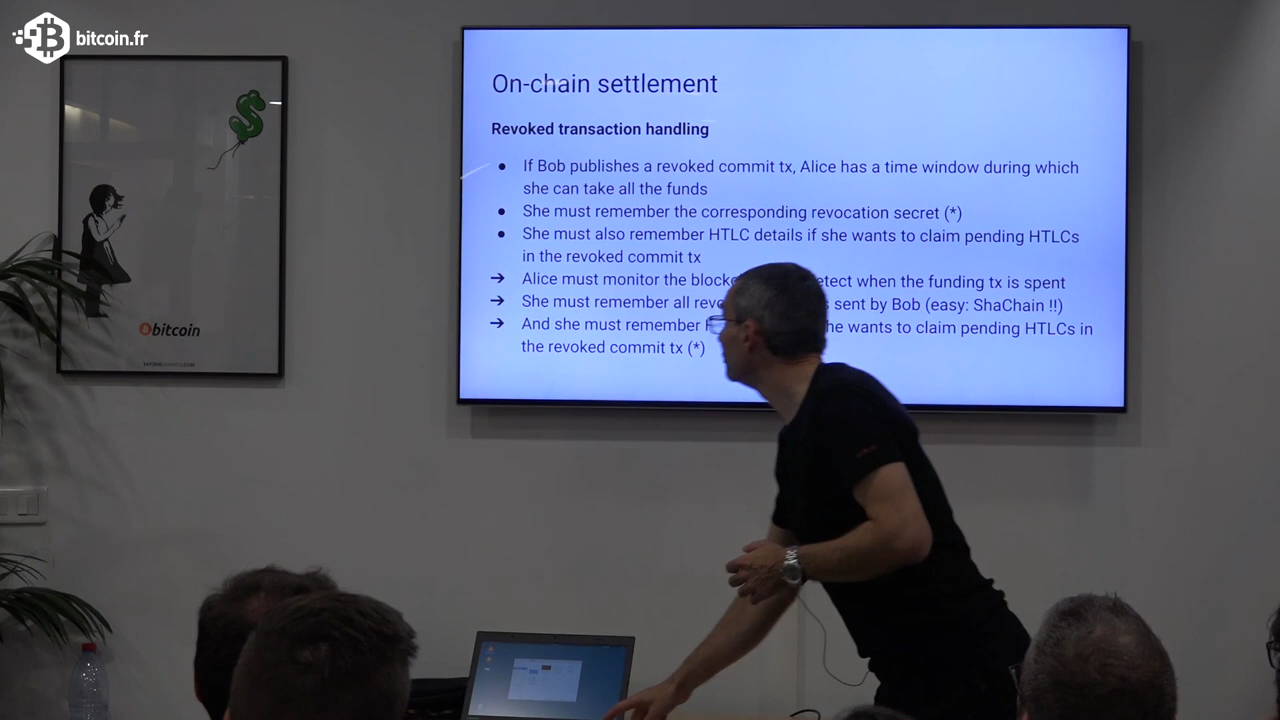 bitcoin.fr
On-chain settlement
Revoked transaction handling
● If Bob publishes a revoked commit tx, Alice has a time window during which
she can take all the funds
● She must remember the corresponding revocation secret (*)
● She must also remember HTLC details if she wants to claim pending HTLCs
in the revoked commit tx
➔ Alice must monitor the etect when the funding tx is spent
➔ She must remember all sent by Bob (easy: ShaChain !!)
➔ And she must remember he wants to claim pending HTLCs in
the revoked commit tx (*)
bitcoin